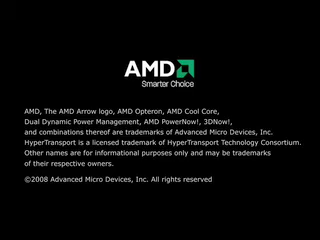 AMD
Smarter Choice
AMD, The AMD Arrow logo, AMD Opteron, AMD Cool Core,
Dual Dynamic Power Management, AMD PowerNow!, 3DNow!,
and combinations thereof are trademarks of Advanced Micro Devices, Inc.
HyperTransport is a licensed trademark of HyperTransport Technology Consortium.
Other names are for informational purposes only and may be trademarks
of their respective owners.
©2008 Advanced Micro Devices, Inc. All rights reserved